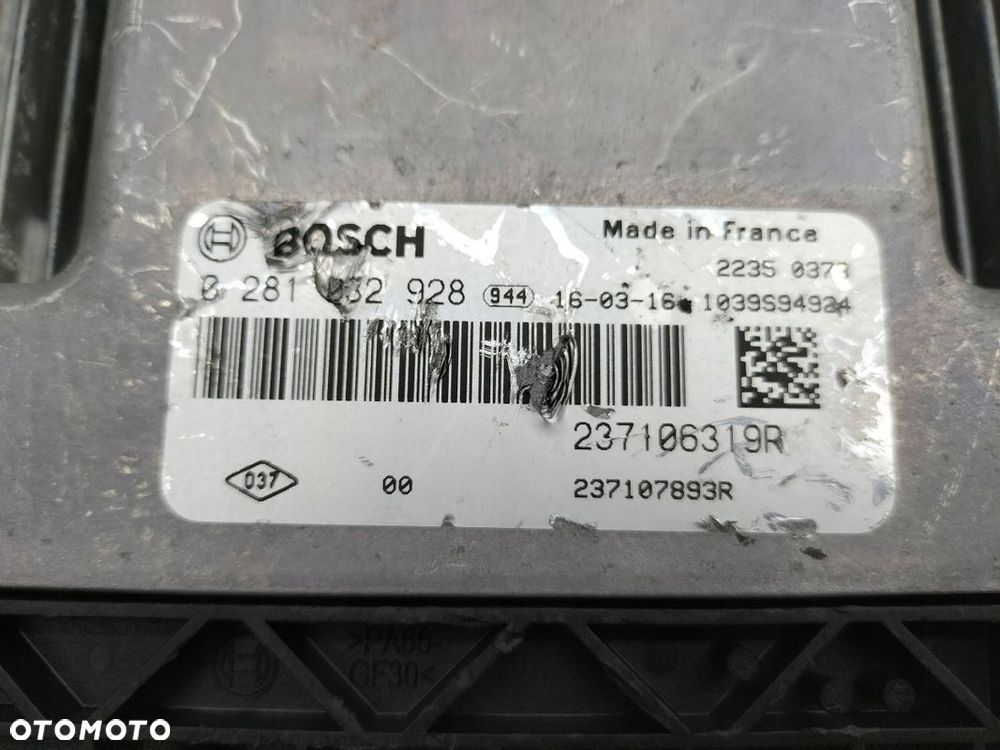 BOSCH
Made in France
2235 0373
0 281 032 928 944 16-03-16 1039S94924
237106319R
037 00 237107893R
>PA66-
GF30<
OTOMOTO